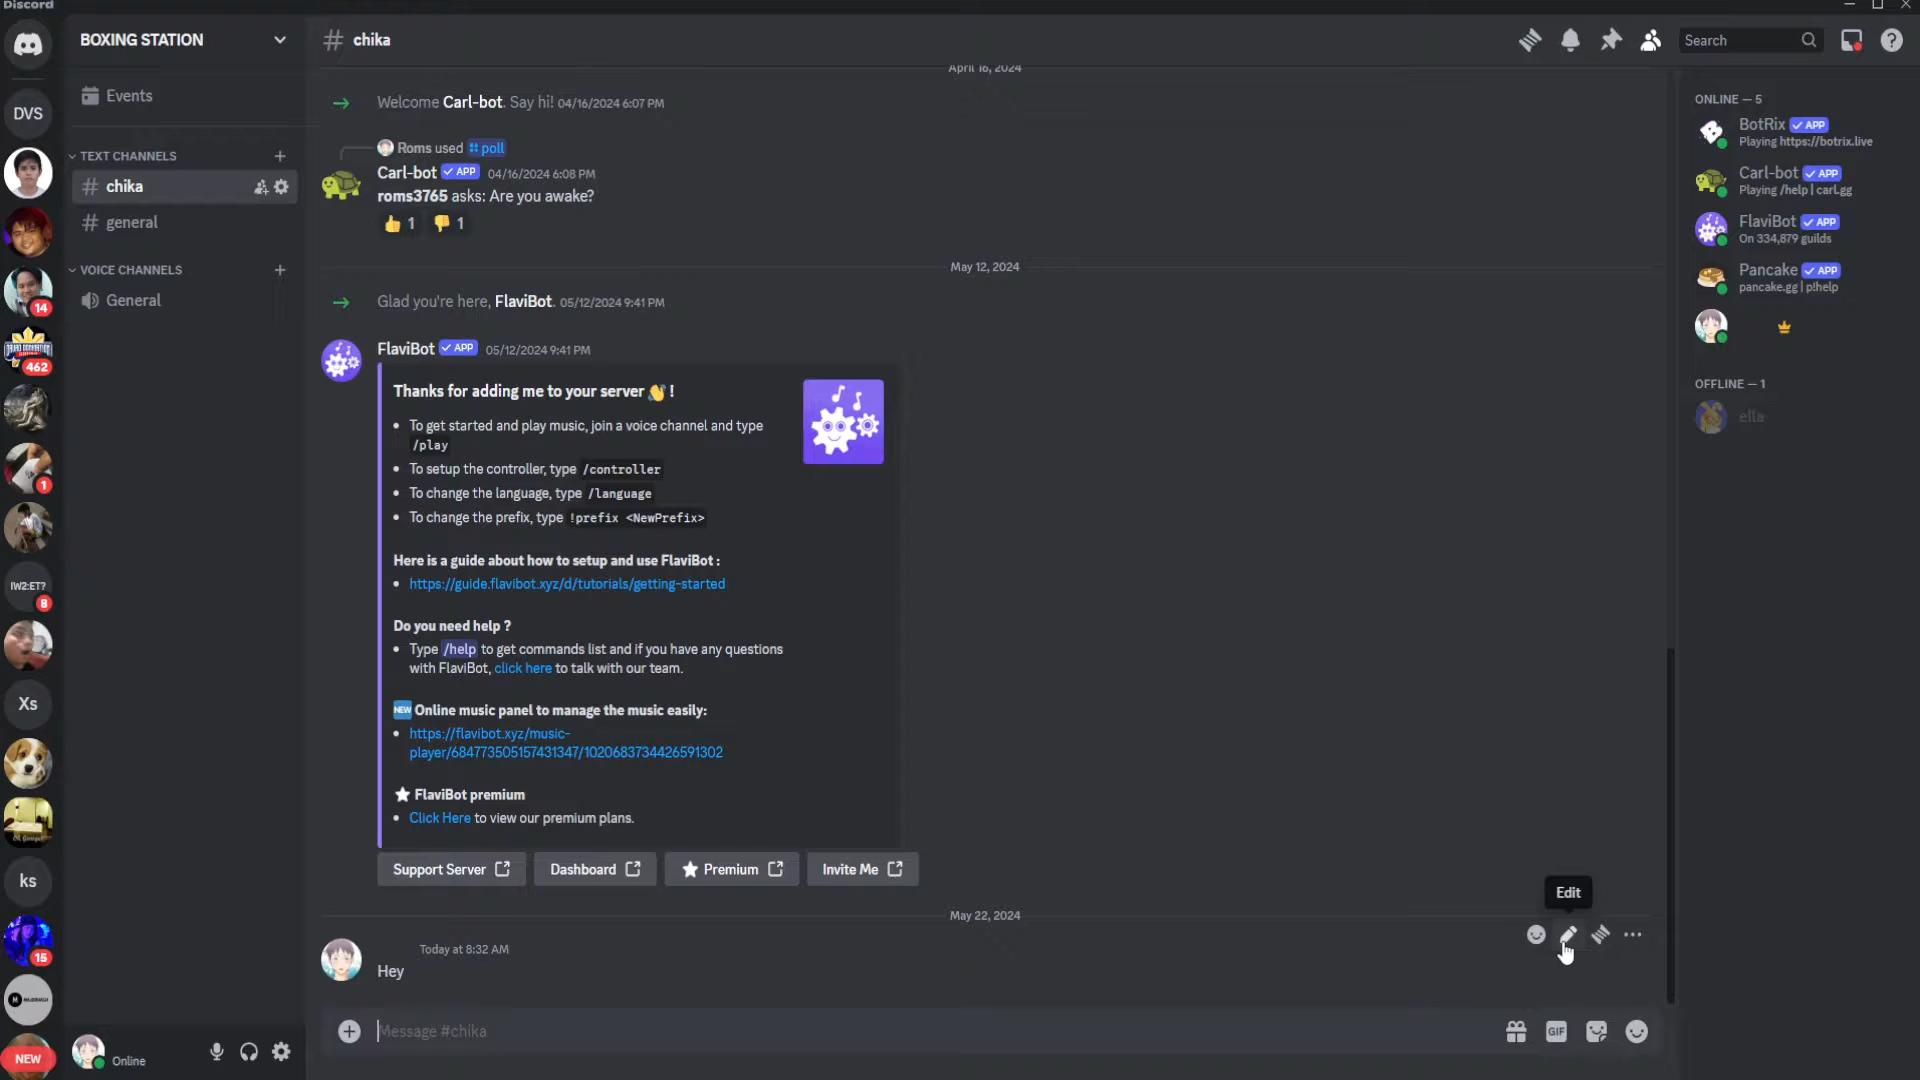 Discord
BOXING STATION
# chika
Search
Events
DVS
TEXT CHANNELS
# chika
# general
VOICE CHANNELS
General
14
462
1
IW2:ET?
8
Xs
ks
15
NEW
Online
April 16, 2024
Welcome Carl-bot. Say hi! 04/16/2024 6:07 PM
Roms used poll
Carl-bot APP 04/16/2024 6:08 PM
roms3765 asks: Are you awake?
👍 1 👎 1
May 12, 2024
Glad you're here, FlaviBot. 05/12/2024 9:41 PM
FlaviBot APP 05/12/2024 9:41 PM
Thanks for adding me to your server 👋 !
• To get started and play music, join a voice channel and type
/play
• To setup the controller, type /controller
• To change the language, type /language
• To change the prefix, type !prefix <NewPrefix>
Here is a guide about how to setup and use FlaviBot :
• https://guide.flavibot.xyz/d/tutorials/getting-started
Do you need help ?
• Type /help to get commands list and if you have any questions
with FlaviBot, click here to talk with our team.
NEW Online music panel to manage the music easily:
• https://flavibot.xyz/music-
player/684773505157431347/1020683734426591302
FlaviBot premium
• Click Here to view our premium plans.
Support Server
Dashboard
Premium
Invite Me
May 22, 2024
Edit
Today at 8:32 AM
Hey
Message #chika
GIF
ONLINE — 5
BotRix APP
Playing https://botrix.live
Carl-bot APP
Playing /help | carl.gg
FlaviBot APP
On 334,879 guilds
Pancake APP
pancake.gg | p!help
OFFLINE — 1
ella